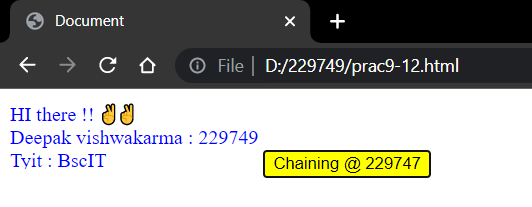 Document
File | D:/229749/prac9-12.html
HI there !! ✌✌
Deepak vishwakarma : 229749
Tyit : BscIT
Chaining @ 229747